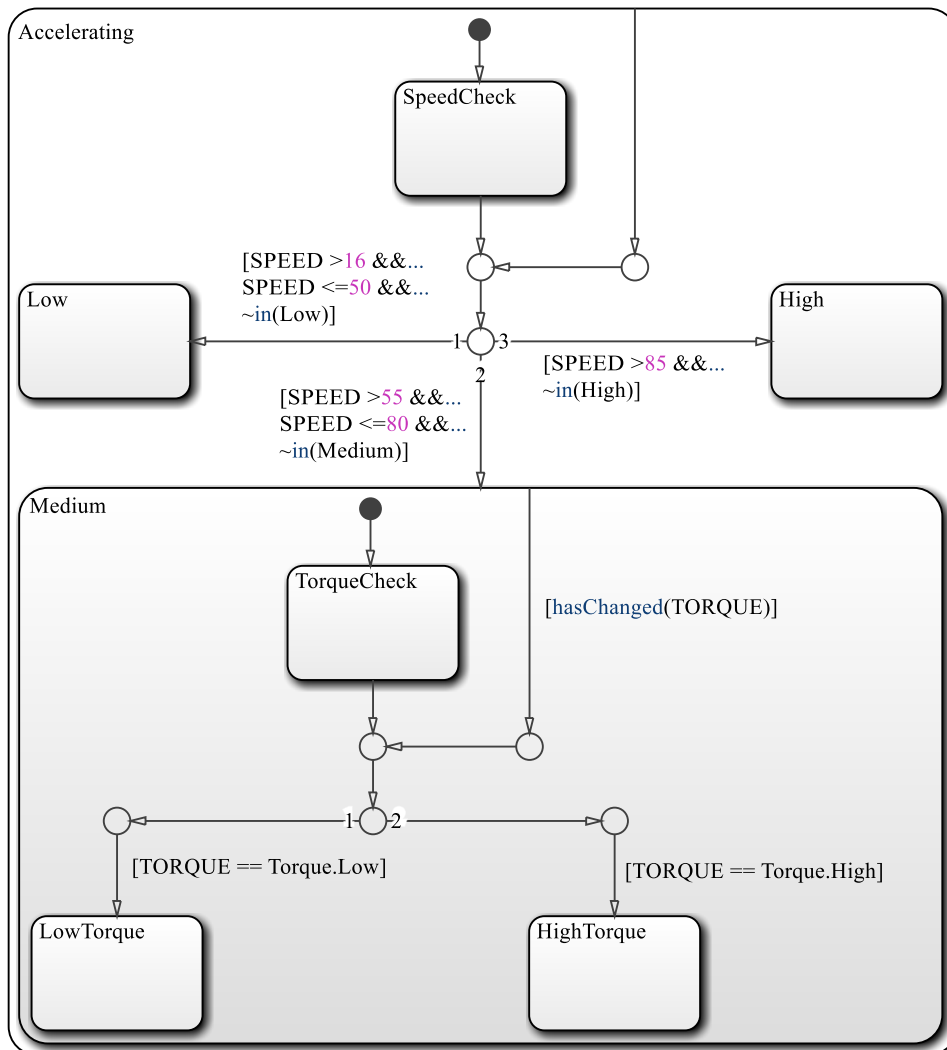 Accelerating
SpeedCheck
[SPEED >16 &&...
SPEED <=50 &&...
~in(Low)]
Low
High
1
3
2
[SPEED >85 &&...
~in(High)]
[SPEED >55 &&...
SPEED <=80 &&...
~in(Medium)]
Medium
TorqueCheck
[hasChanged(TORQUE)]
1
2
[TORQUE == Torque.Low]
[TORQUE == Torque.High]
LowTorque
HighTorque